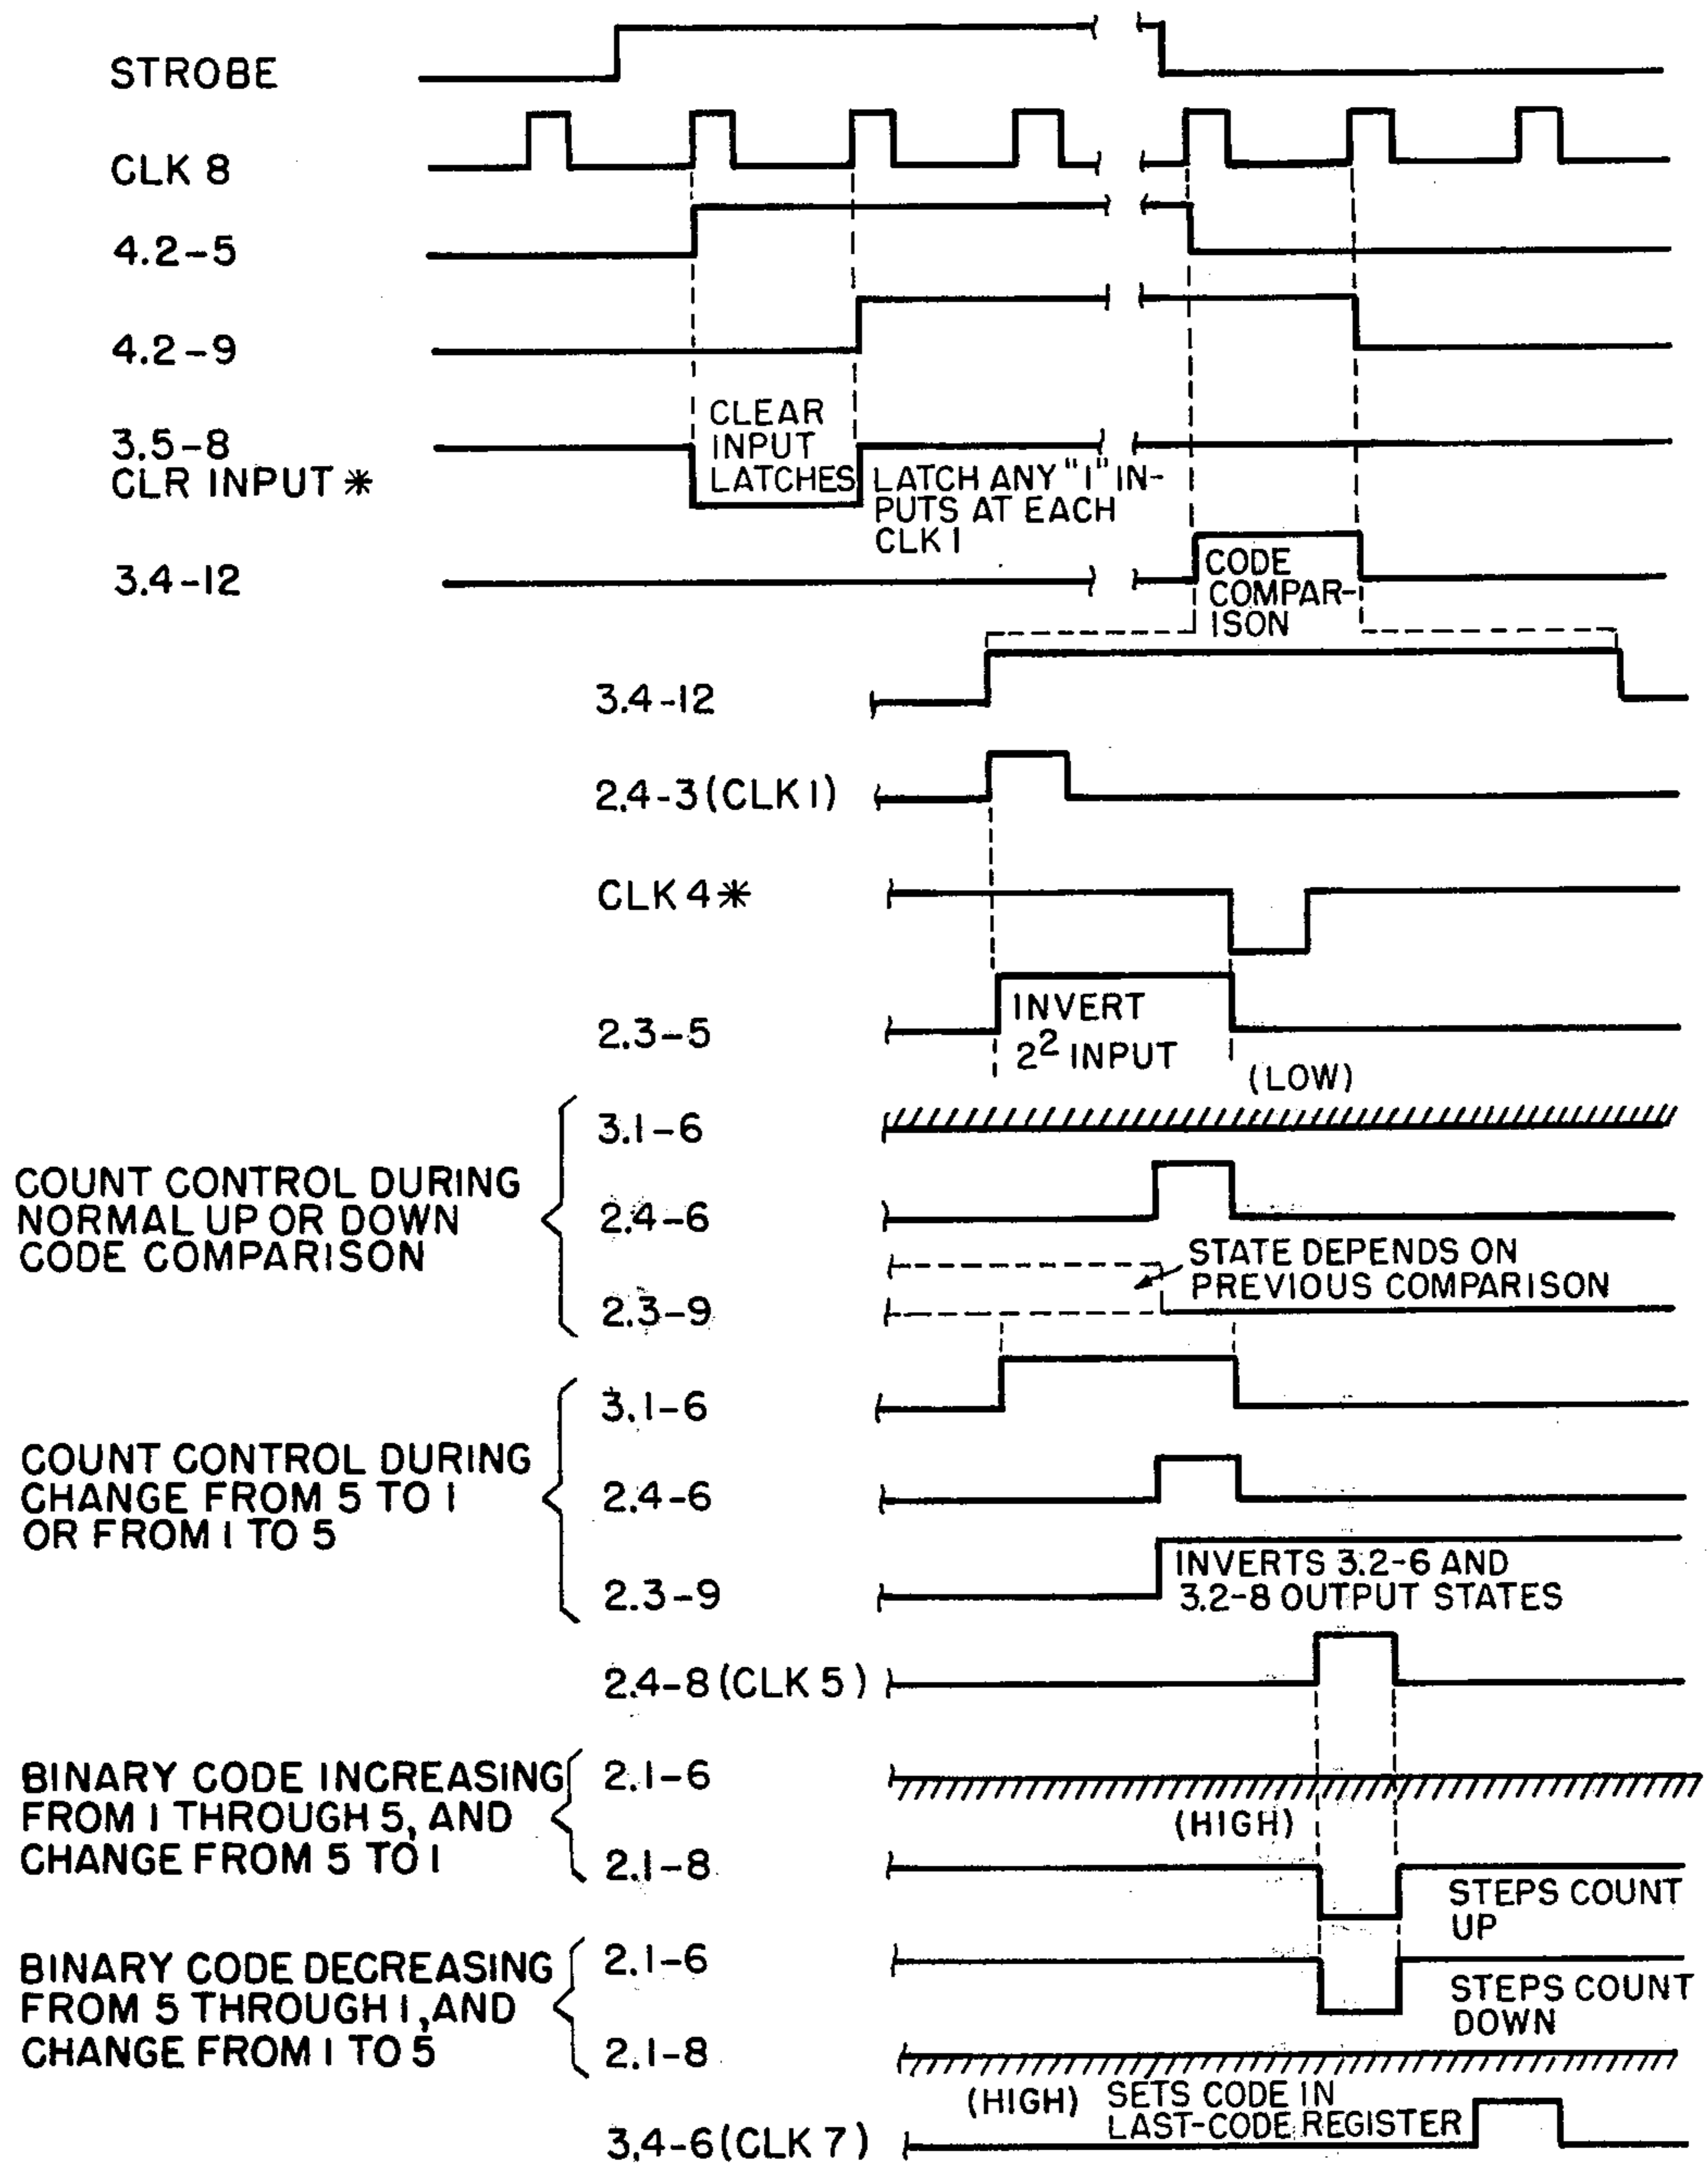 STROBE
CLK 8
4.2-5
4.2-9
3.5-8
CLR INPUT *
CLEAR
INPUT
LATCHES
LATCH ANY "1" IN-
PUTS AT EACH
CLK 1
3.4-12
CODE
COMPAR-
ISON
3.4-12
2.4-3 (CLK 1)
CLK 4 *
2.3-5
INVERT
2² INPUT
(LOW)
COUNT CONTROL DURING
NORMAL UP OR DOWN
CODE COMPARISON
3.1-6
2.4-6
STATE DEPENDS ON
PREVIOUS COMPARISON
2.3-9
COUNT CONTROL DURING
CHANGE FROM 5 TO 1
OR FROM 1 TO 5
3.1-6
2.4-6
2.3-9
INVERTS 3.2-6 AND
3.2-8 OUTPUT STATES
2.4-8 (CLK 5)
BINARY CODE INCREASING
FROM 1 THROUGH 5, AND
CHANGE FROM 5 TO 1
2.1-6
(HIGH)
2.1-8
STEPS COUNT
UP
BINARY CODE DECREASING
FROM 5 THROUGH 1, AND
CHANGE FROM 1 TO 5
2.1-6
STEPS COUNT
DOWN
2.1-8
(HIGH)
SETS CODE IN
LAST-CODE REGISTER
3.4-6 (CLK 7)